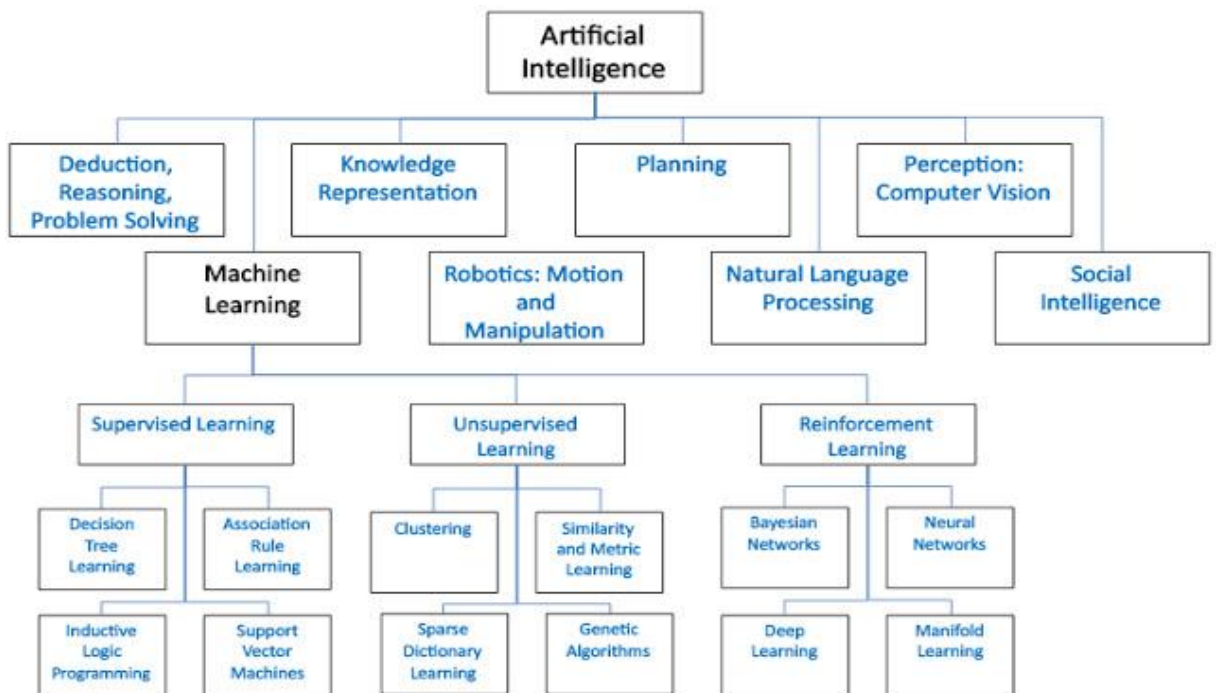 Artificial
Intelligence
Deduction,
Reasoning,
Problem Solving
Knowledge
Representation
Planning
Perception:
Computer Vision
Machine
Learning
Robotics: Motion
and
Manipulation
Natural Language
Processing
Social
Intelligence
Supervised Learning
Unsupervised
Learning
Reinforcement
Learning
Decision
Tree
Learning
Association
Rule
Learning
Clustering
Similarity
and Metric
Learning
Bayesian
Networks
Neural
Networks
Inductive
Logic
Programming
Support
Vector
Machines
Sparse
Dictionary
Learning
Genetic
Algorithms
Deep
Learning
Manifold
Learning